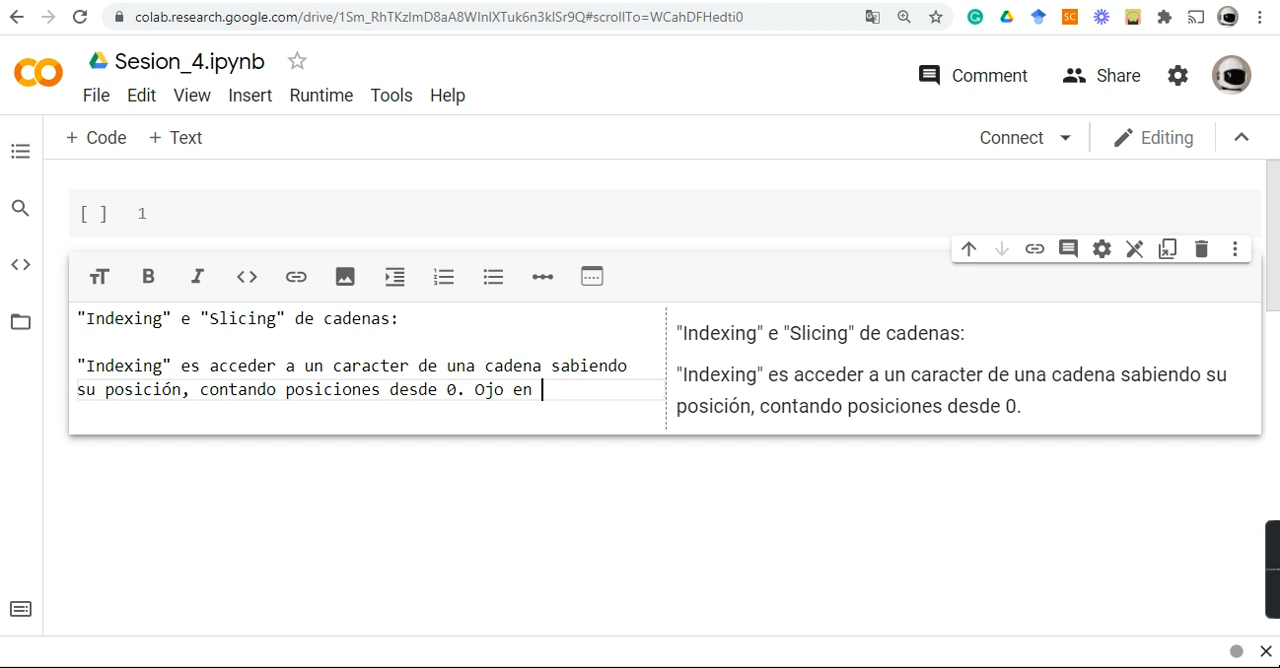 colab.research.google.com/drive/1Sm_RhTKzlmD8aA8WlnlXTuk6n3klSr9Q#scrollTo=WCahDFHedti0
SC
CO
Sesion_4.ipynb
Comment
Share
File Edit View Insert Runtime Tools Help
+ Code + Text
Connect
Editing
[ ] 1
"Indexing" e "Slicing" de cadenas:
"Indexing" es acceder a un caracter de una cadena sabiendo
su posición, contando posiciones desde 0. Ojo en
"Indexing" e "Slicing" de cadenas:
"Indexing" es acceder a un caracter de una cadena sabiendo su
posición, contando posiciones desde 0.